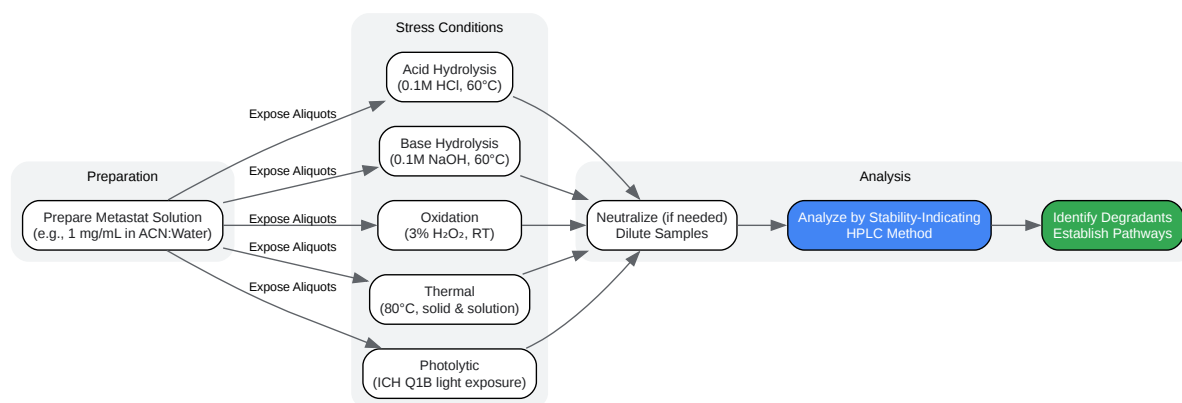 Stress Conditions
Acid Hydrolysis
(0.1M HCl, 60°C)
Expose Aliquots
Base Hydrolysis
(0.1M NaOH, 60°C)
Expose Aliquots
Preparation
Analysis
Prepare Metastat Solution
(e.g., 1 mg/mL in ACN:Water)
Expose Aliquots
Oxidation
(3% H₂O₂, RT)
Neutralize (if needed)
Dilute Samples
Analyze by Stability-Indicating
HPLC Method
Identify Degradants
Establish Pathways
Expose Aliquots
Thermal
(80°C, solid & solution)
Expose Aliquots
Photolytic
(ICH Q1B light exposure)